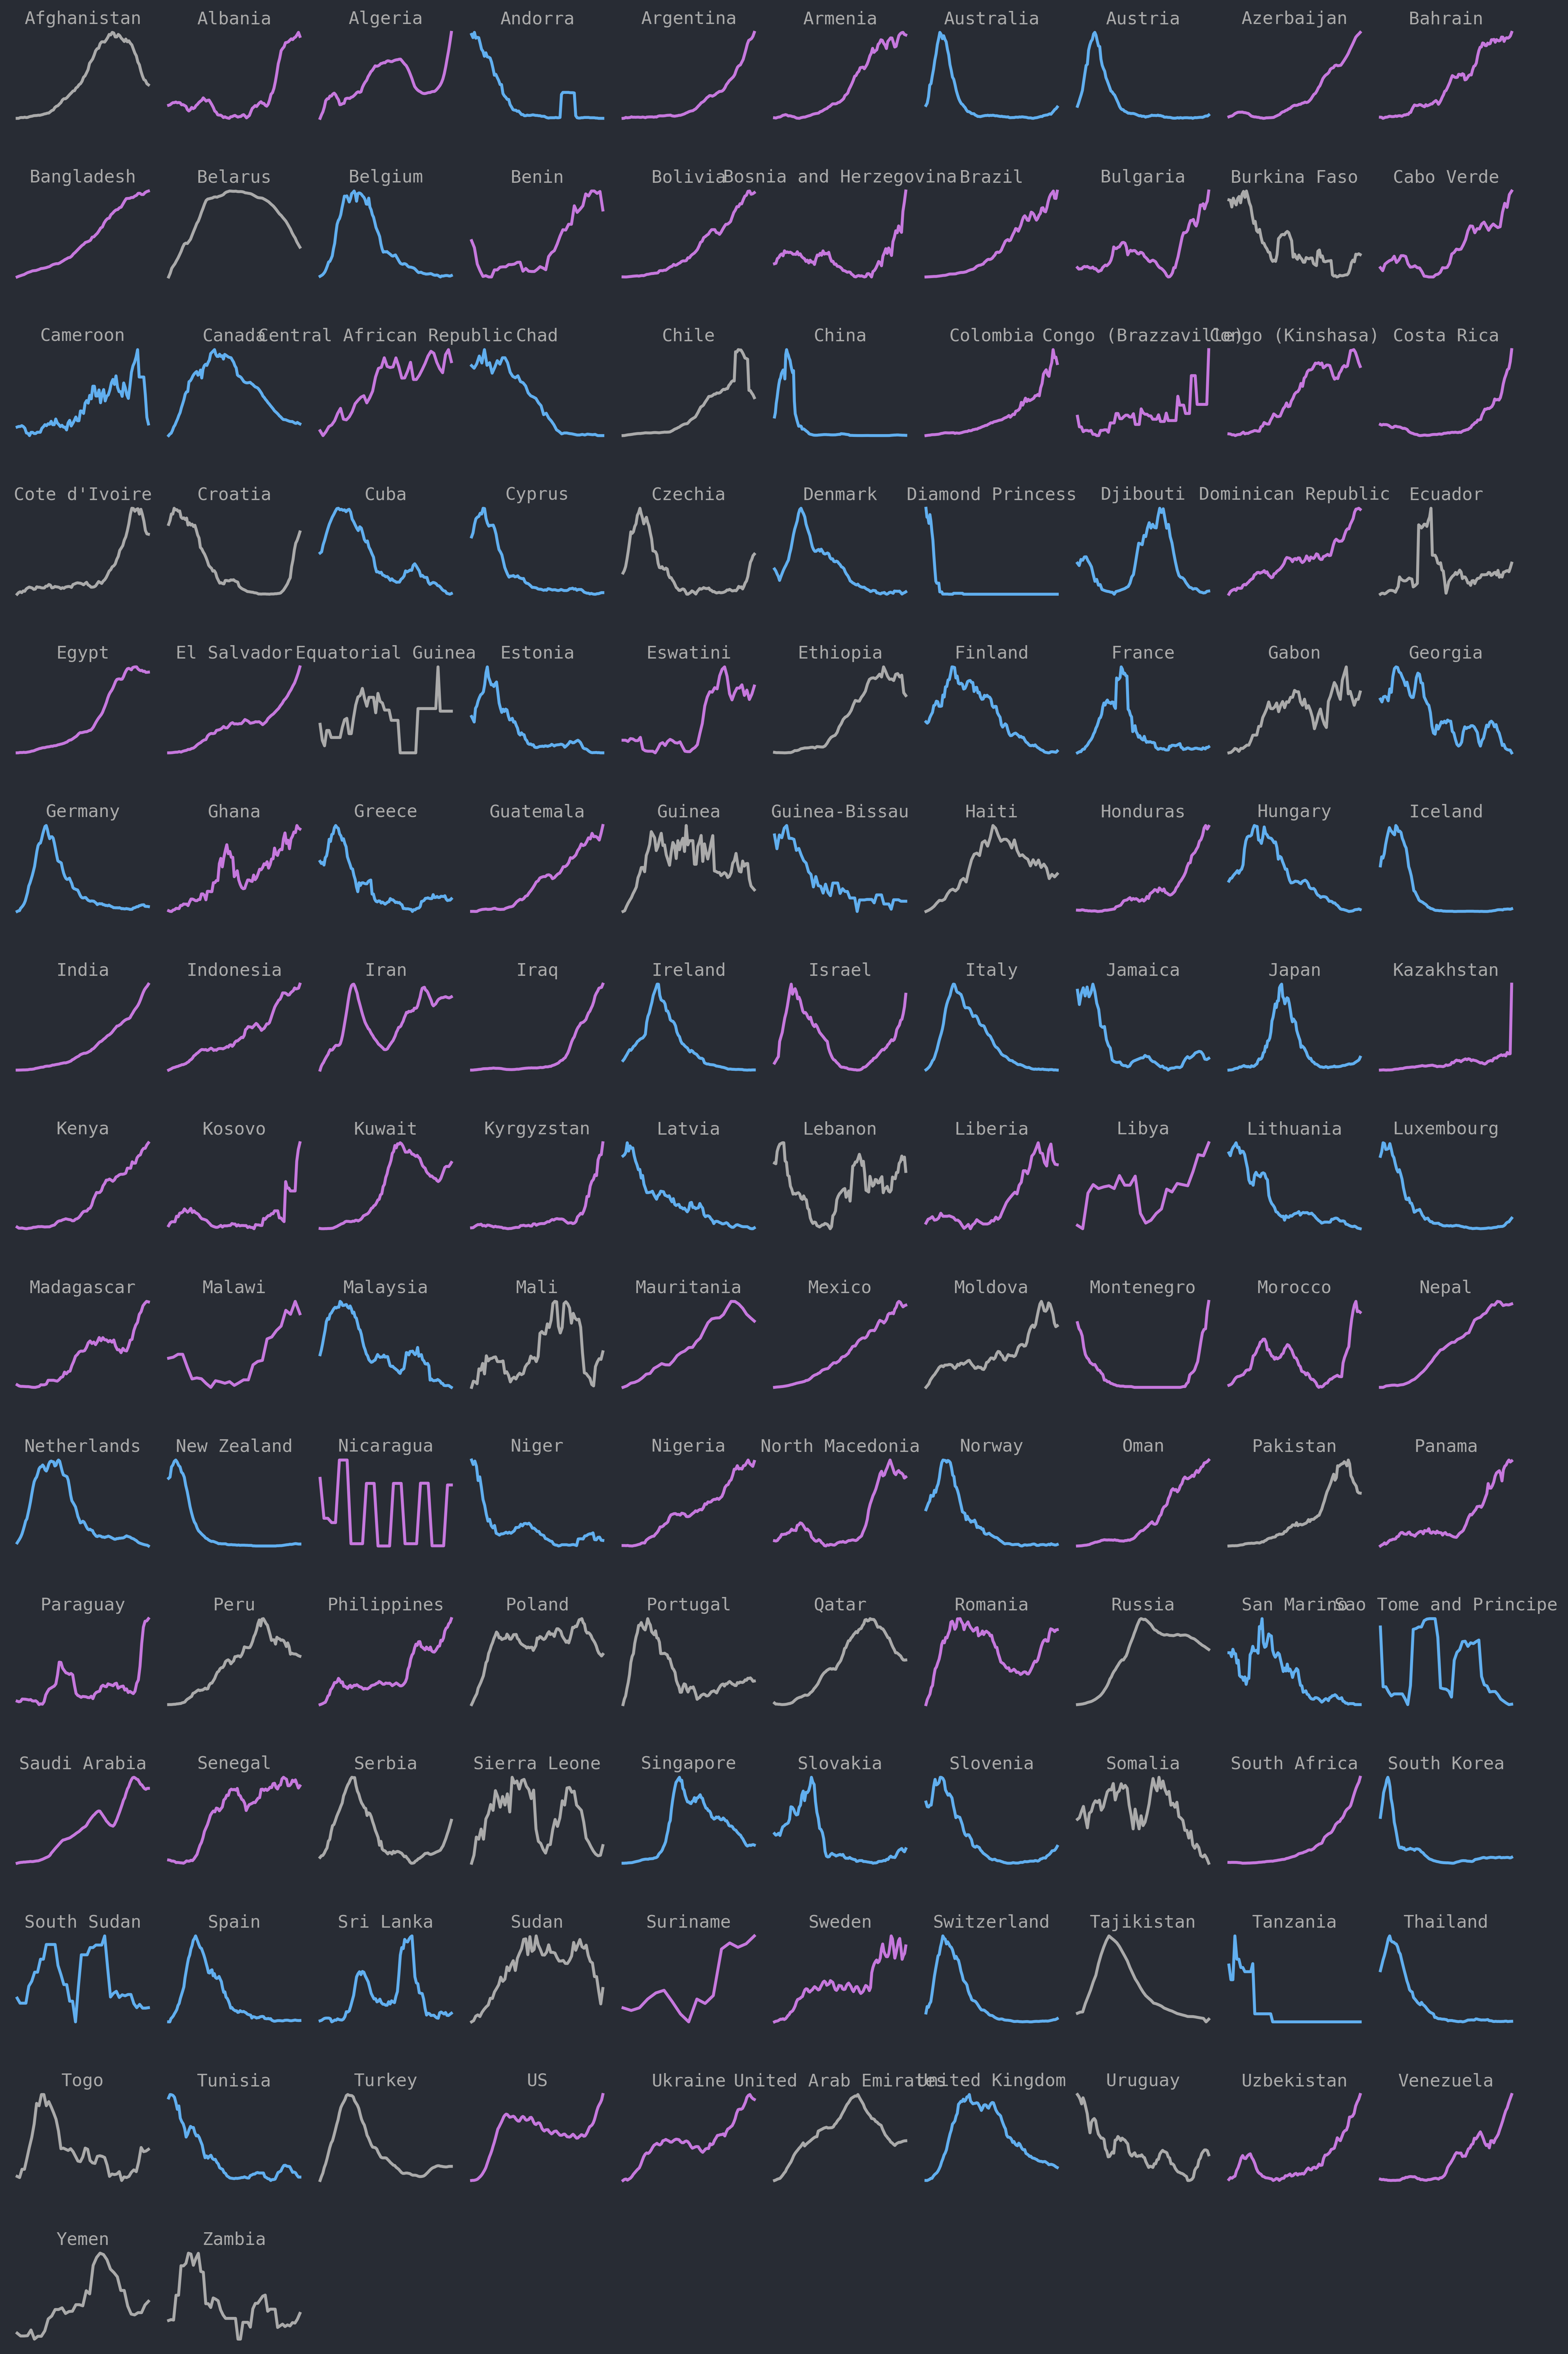 Afghanistan Albania Algeria Andorra Argentina Armenia Australia Austria Azerbaijan Bahrain
Bangladesh Belarus Belgium Benin Bolivia Bosnia and Herzegovina Brazil Bulgaria Burkina Faso Cabo Verde
Cameroon Canada Central African Republic Chad Chile China Colombia Congo (Brazzaville) Congo (Kinshasa) Costa Rica
Cote d'Ivoire Croatia Cuba Cyprus Czechia Denmark Diamond Princess Djibouti Dominican Republic Ecuador
Egypt El Salvador Equatorial Guinea Estonia Eswatini Ethiopia Finland France Gabon Georgia
Germany Ghana Greece Guatemala Guinea Guinea-Bissau Haiti Honduras Hungary Iceland
India Indonesia Iran Iraq Ireland Israel Italy Jamaica Japan Kazakhstan
Kenya Kosovo Kuwait Kyrgyzstan Latvia Lebanon Liberia Libya Lithuania Luxembourg
Madagascar Malawi Malaysia Mali Mauritania Mexico Moldova Montenegro Morocco Nepal
Netherlands New Zealand Nicaragua Niger Nigeria North Macedonia Norway Oman Pakistan Panama
Paraguay Peru Philippines Poland Portugal Qatar Romania Russia San Marino Sao Tome and Principe
Saudi Arabia Senegal Serbia Sierra Leone Singapore Slovakia Slovenia Somalia South Africa South Korea
South Sudan Spain Sri Lanka Sudan Suriname Sweden Switzerland Tajikistan Tanzania Thailand
Togo Tunisia Turkey US Ukraine United Arab Emirates United Kingdom Uruguay Uzbekistan Venezuela
Yemen Zambia